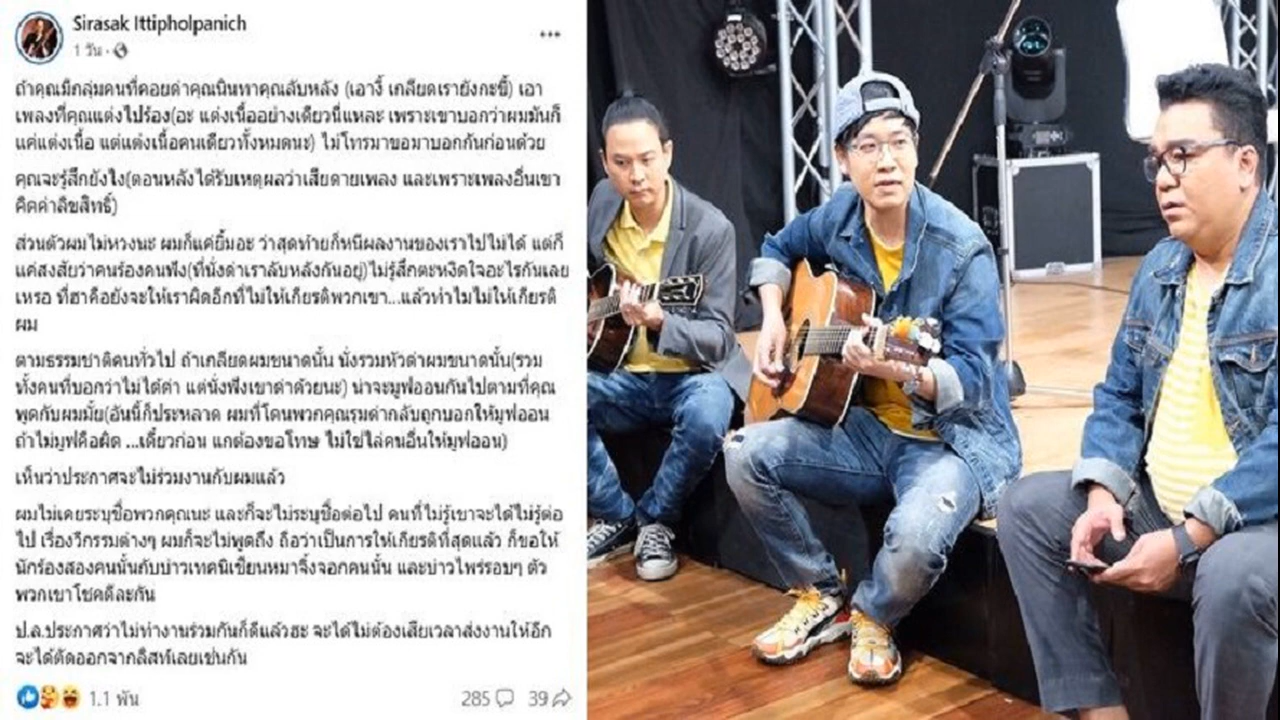 Sirasak Ittipholpanich
1 วัน ·
ถ้าคุณมีกลุ่มคนที่คอยด่าคุณนินทาคุณลับหลัง (เอางี้ เกลียดเรายังกะขี้) เอา
เพลงที่คุณแต่งไปร้อง(อะ แต่งเนื้ออย่างเดียวนี่แหละ เพราะเขาบอกว่าผมมันก็
แค่แต่งเนื้อ แต่แต่งเนื้อคนเดียวทั้งหมดนะ) ไม่โทรมาขอมาบอกกันก่อนด้วย
คุณจะรู้สึกยังไง(ตอนหลังได้รับเหตุผลว่าเสียดายเพลง และเพราะเพลงอื่นเขา
คิดค่าลิขสิทธิ์)
ส่วนตัวผมไม่หวงนะ ผมก็แค่ยิ้มอะ ว่าสุดท้ายก็หนีผลงานของเราไปไม่ได้ แต่ก็
แค่สงสัยว่าคนร้องคนฟัง(ที่นั่งด่าเราลับหลังกันอยู่)ไม่รู้สึกตะหงิดใจอะไรกันเลย
เหรอ ที่ฮาคือยังจะให้เราผิดอีกที่ไม่ให้เกียรติพวกเขา...แล้วทำไมไม่ให้เกียรติ
ผม
ตามธรรมชาติคนทั่วไป ถ้าเกลียดผมขนาดนั้น นั่งรวมหัวด่าผมขนาดนั้น(รวม
ทั้งคนที่บอกว่าไม่ได้ด่า แต่นั่งฟังเขาด่าด้วยนะ) น่าจะมูฟออนกันไปตามที่คุณ
พูดกับผมมั้ย(อันนี้ก็ประหลาด ผมที่โดนพวกคุณรุมด่ากลับถูกบอกให้มูฟออน
ถ้าไม่มูฟคือผิด ...เดี๋ยวก่อน แกต้องขอโทษ ไม่ใช่ไล่คนอื่นให้มูฟออน)
เห็นว่าประกาศจะไม่ร่วมงานกับผมแล้ว
ผมไม่เคยระบุชื่อพวกคุณนะ และก็จะไม่ระบุชื่อต่อไป คนที่ไม่รู้เขาจะได้ไม่รู้ต่อ
ไป เรื่องวีกรรมต่างๆ ผมก็จะไม่พูดถึง ถือว่าเป็นการให้เกียรติที่สุดแล้ว ก็ขอให้
นักร้องสองคนนั้นกับบ่าวเทคนิเชี่ยนหมาจิ้งจอกคนนั้น และบ่าวไพร่รอบๆ ตัว
พวกเขาโชคดีละกัน
ป.ล.ประกาศว่าไม่ทำงานร่วมกันก็ดีแล้วฮะ จะได้ไม่ต้องเสียเวลาส่งงานให้อีก
จะได้ตัดออกจากลิสท์เลยเช่นกัน
1.1 พัน 285 39